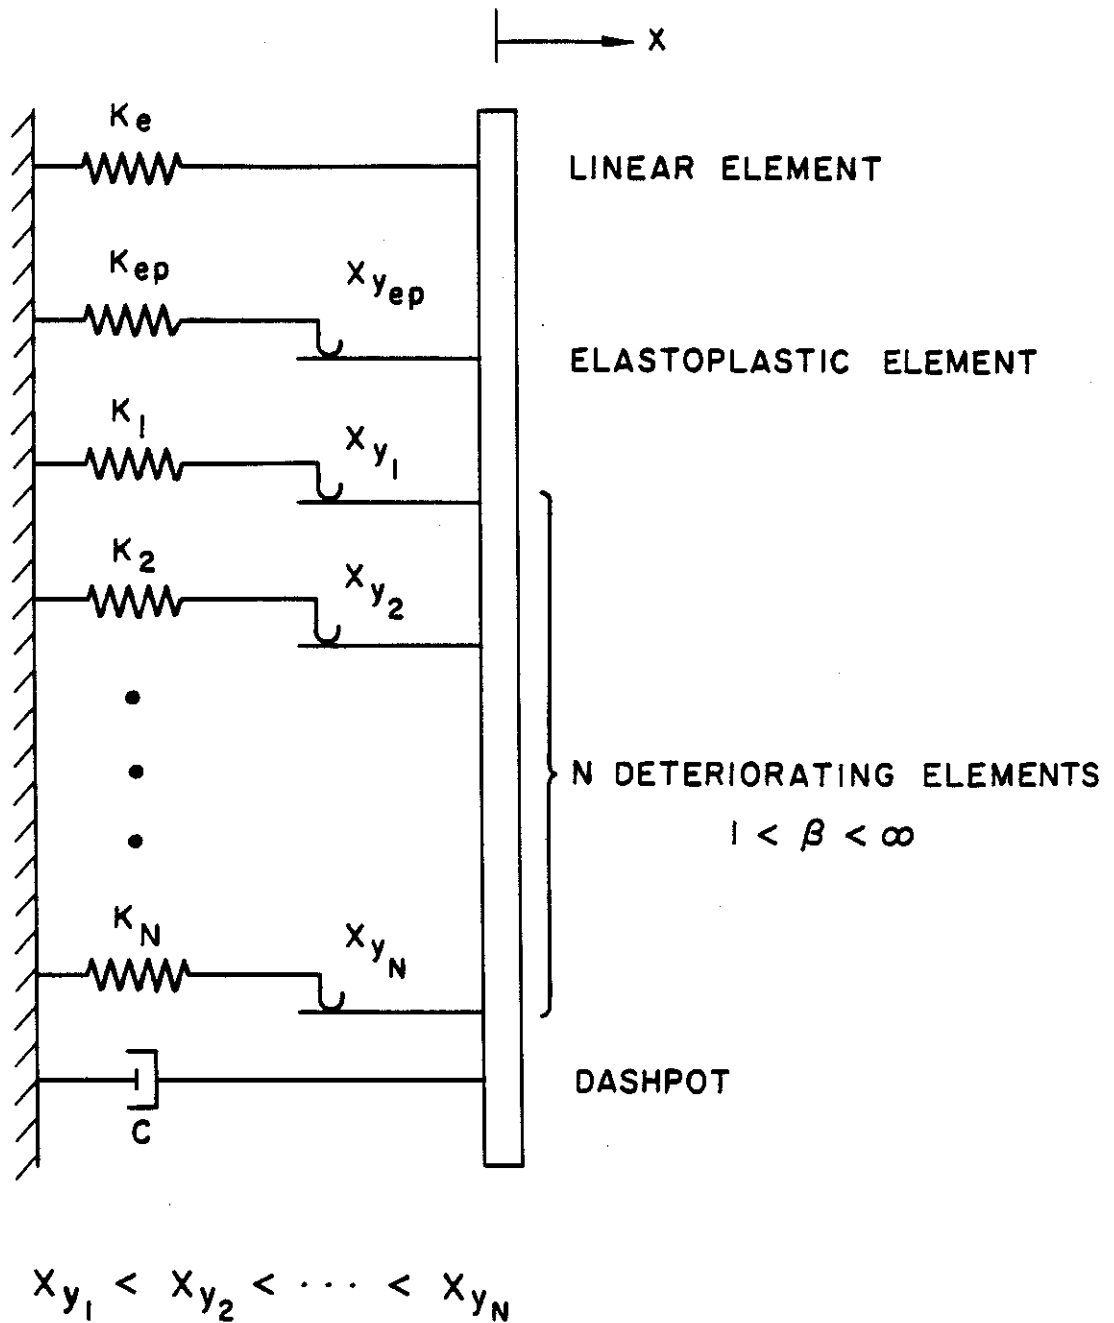 X
Ke
LINEAR ELEMENT
Kep
Xyep
ELASTOPLASTIC ELEMENT
K1
Xy1
K2
Xy2
N DETERIORATING ELEMENTS
1 < β < ∞
KN
XyN
DASHPOT
C
Xy1 < Xy2 < ··· < XyN